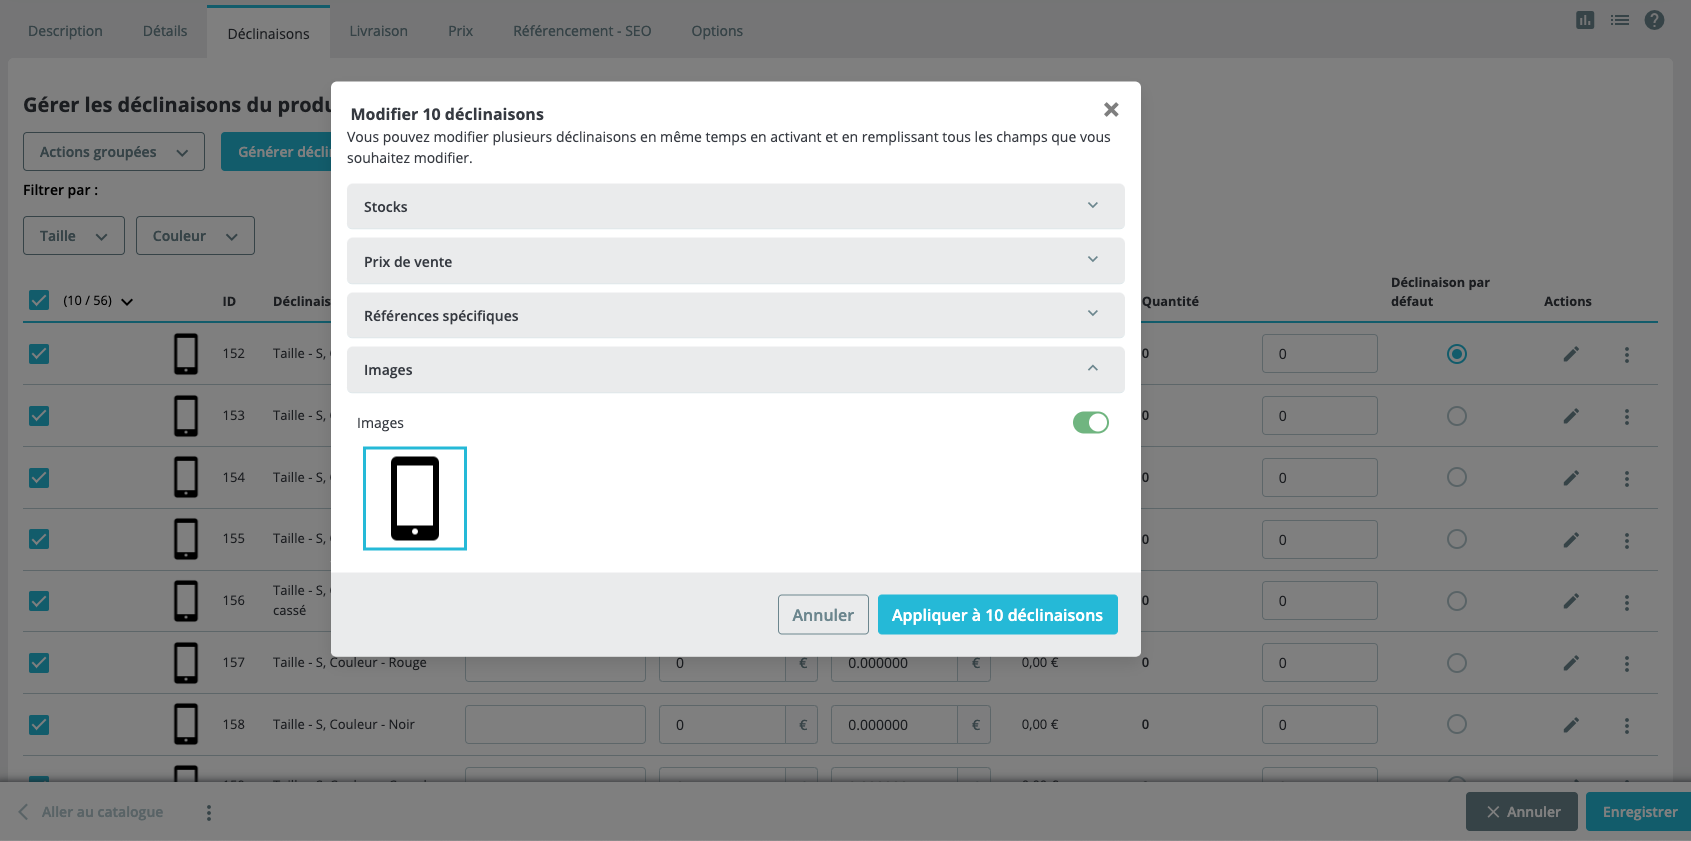 Description Détails Déclinaisons Livraison Prix Référencement - SEO Options
Gérer les déclinaisons du produ
Actions groupées Générer décli
Filtrer par :
Taille Couleur
Modifier 10 déclinaisons
Vous pouvez modifier plusieurs déclinaisons en même temps en activant et en remplissant tous les champs que vous
souhaitez modifier.
Stocks
Prix de vente
Références spécifiques
Images
Images
Annuler Appliquer à 10 déclinaisons
(10 / 56) ID Déclinais Quantité Déclinaison par
défaut Actions
152 Taille - S, 0 0
153 Taille - S, 0 0
154 Taille - S, 0 0
155 Taille - S, 0 0
156 Taille - S, 0 0
cassé
157 Taille - S, Couleur - Rouge 0 € 0.000000 € 0,00 € 0 0
158 Taille - S, Couleur - Noir 0 € 0.000000 € 0,00 € 0 0
Aller au catalogue Annuler Enregistrer